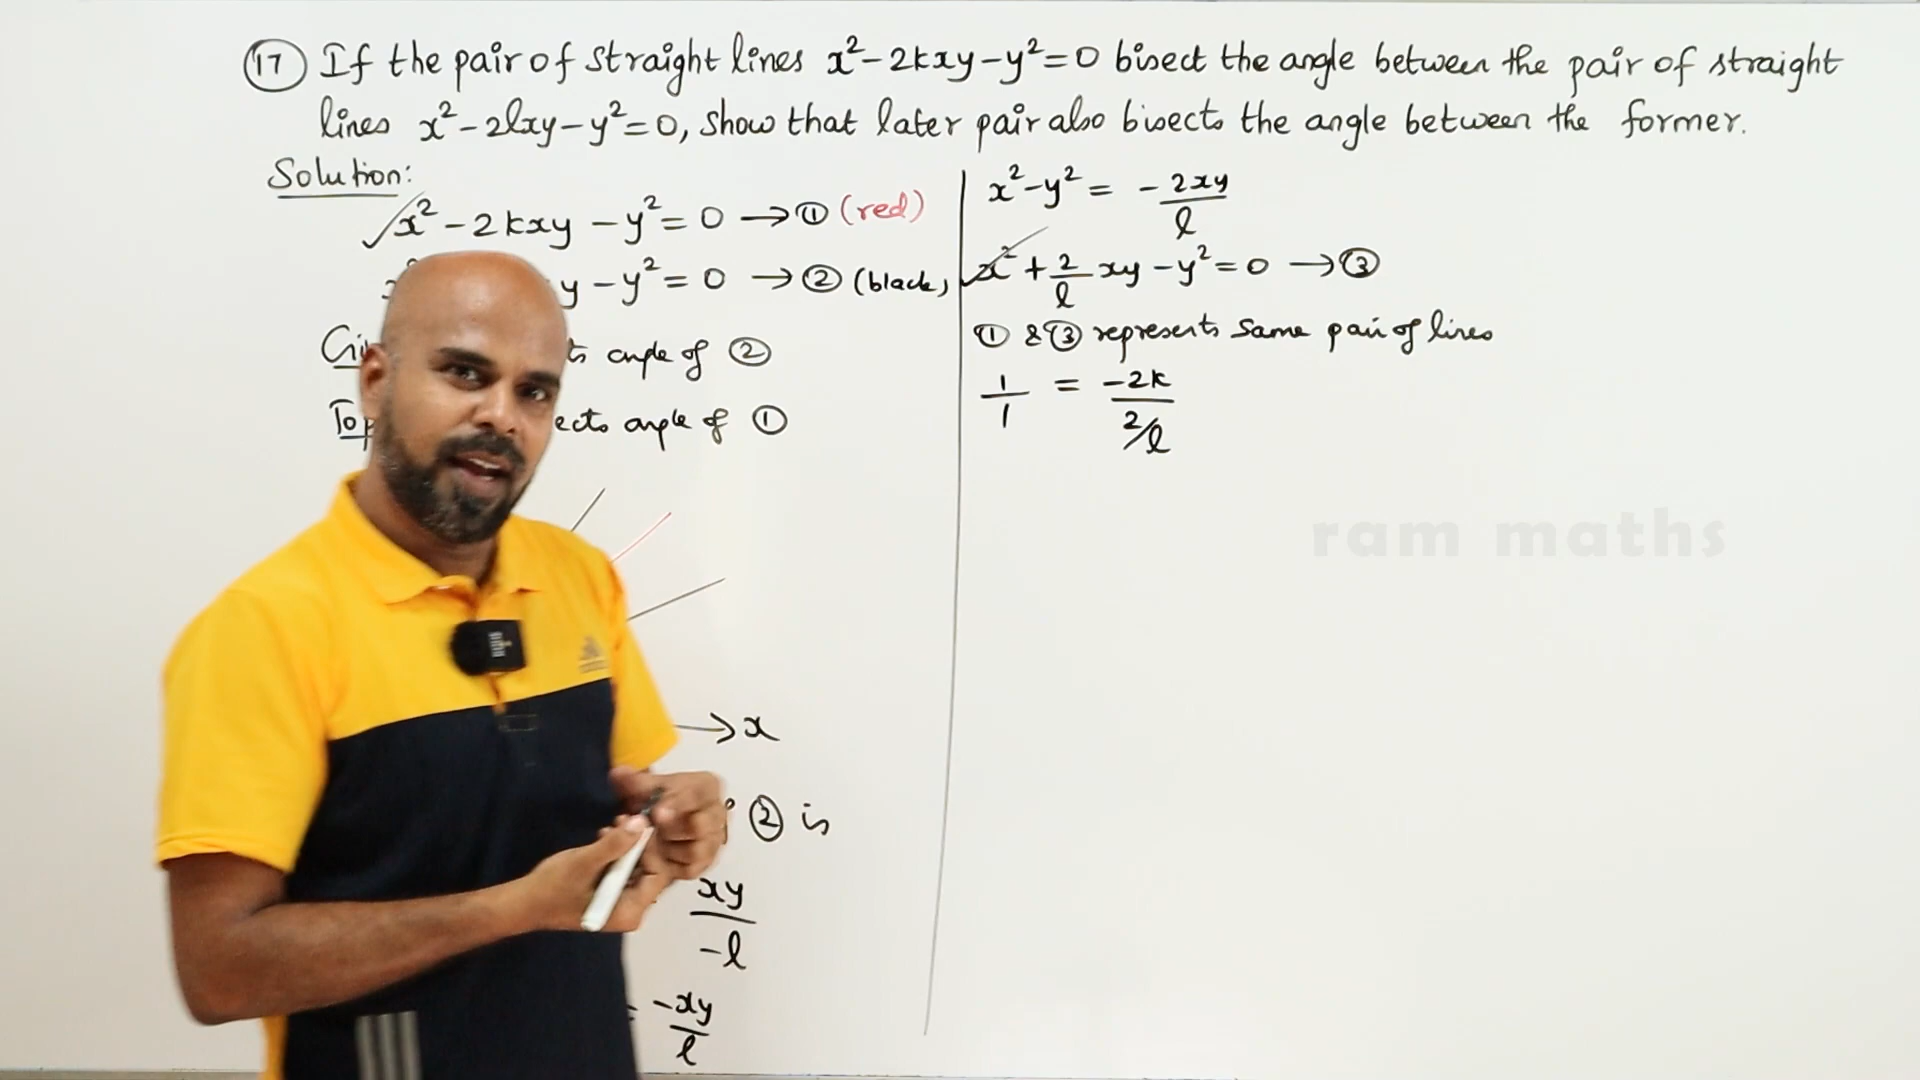 17 If the pair of straight lines x²-2kxy-y²=0 bisect the angle between the pair of straight
lines x²-2lxy-y²=0, show that later pair also bisects the angle between the former.
Solution:
x²-2kxy-y²=0 → ① (red)
y-y²=0 → ② (black)
angle of ②
angle of ①
→x
② is
xy/-l
= -xy/l
x²-y² = -2xy/l
x²+2/l xy-y²=0 → ③
① & ③ represents same pair of lines
1/1 = -2k/(2/l)
ram maths